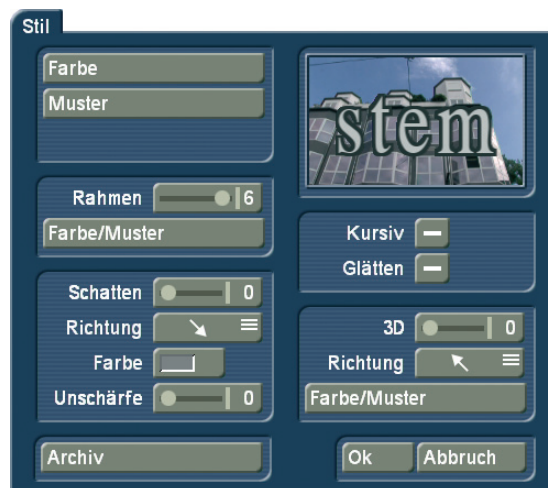 Stil
Farbe
Muster
stem
Rahmen 6
Farbe/Muster
Kursiv
Glätten
Schatten 0
Richtung
Farbe
Unschärfe 0
3D 0
Richtung
Farbe/Muster
Archiv
Ok
Abbruch